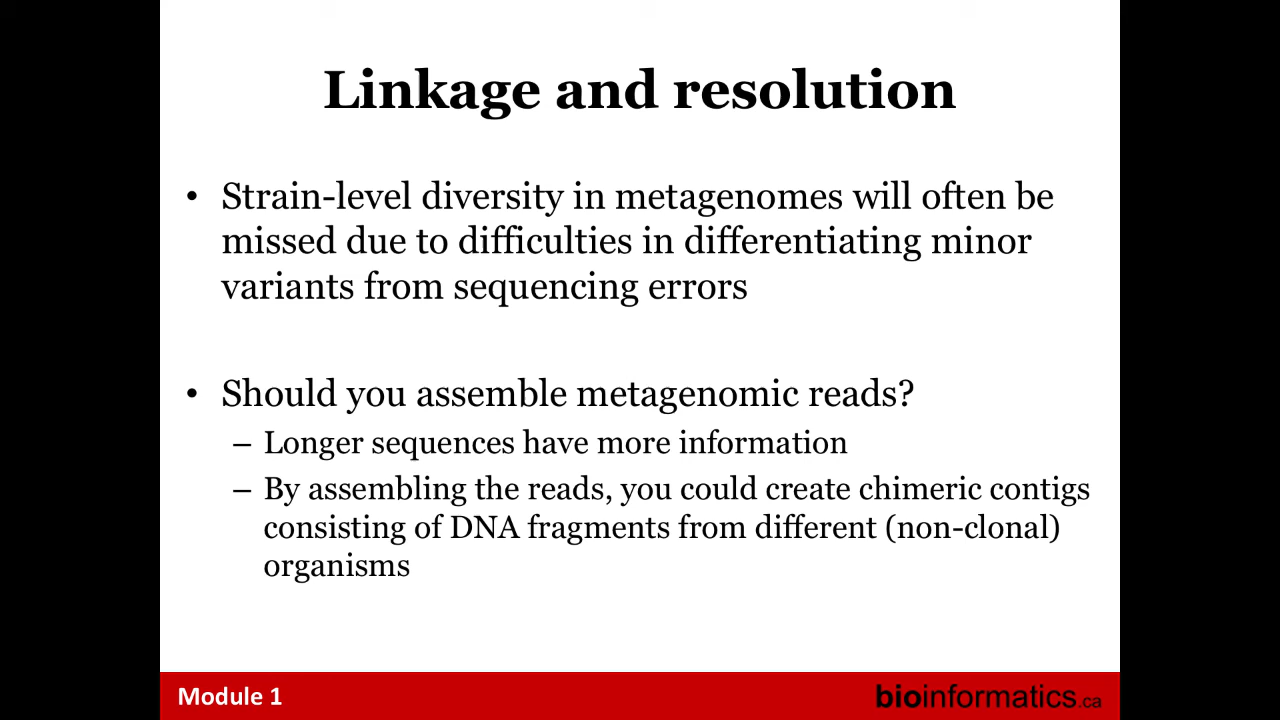 Linkage and resolution
• Strain-level diversity in metagenomes will often be
missed due to difficulties in differentiating minor
variants from sequencing errors
• Should you assemble metagenomic reads?
– Longer sequences have more information
– By assembling the reads, you could create chimeric contigs
consisting of DNA fragments from different (non-clonal)
organisms
Module 1
bioinformatics.ca